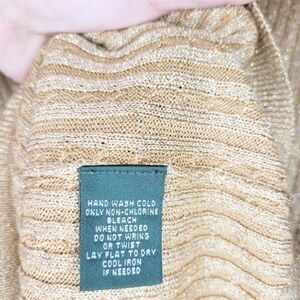 HAND WASH COLD
ONLY NON-CHLORINE
BLEACH
WHEN NEEDED
DO NOT WRING
OR TWIST
LAY FLAT TO DRY
COOL IRON
IF NEEDED